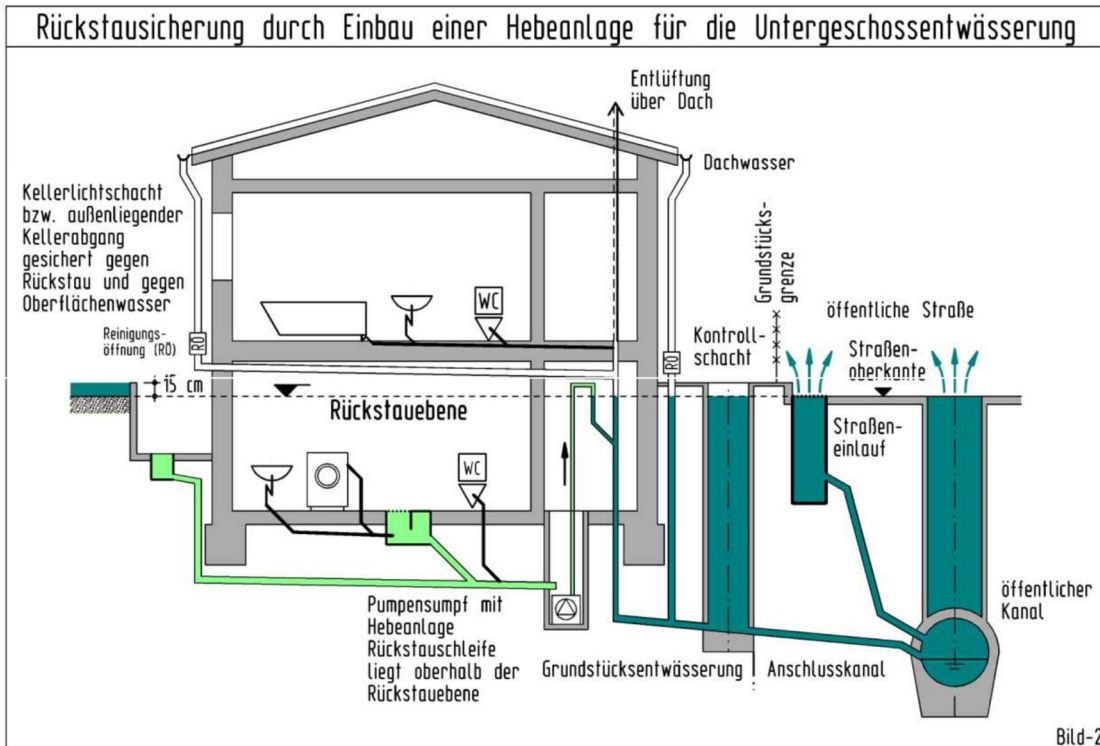 Rückstausicherung durch Einbau einer Hebeanlage für die Untergeschossentwässerung
Entlüftung
über Dach
Dachwasser
Kellerlichtschacht
bzw. außenliegender
Kellerabgang
gesichert gegen
Rückstau und gegen
Oberflächenwasser
Reinigungs-
öffnung (RÖ)
RÖ
WC
RÖ
Kontroll-
schacht
Grundstücks-
grenze
öffentliche Straße
Straßen-
oberkante
15 cm
Rückstauebene
Straßen-
einlauf
WC
Pumpensumpf mit
Hebeanlage
Rückstauschleife
liegt oberhalb der
Rückstauebene
Grundstücksentwässerung
Anschlusskanal
öffentlicher
Kanal
Bild-2